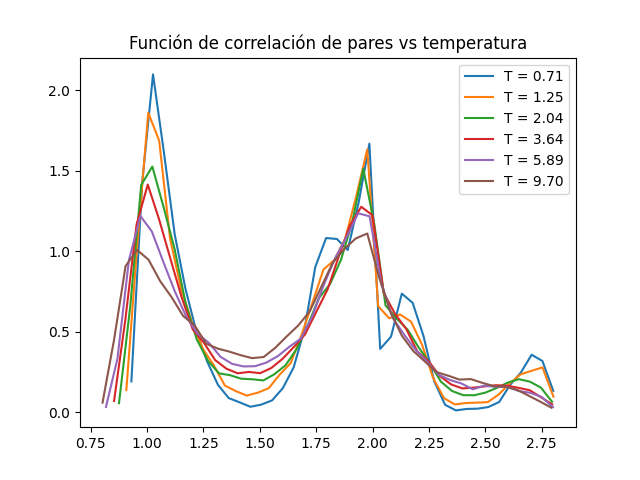 Función de correlación de pares vs temperatura
T = 0.71
T = 1.25
T = 2.04
T = 3.64
T = 5.89
T = 9.70
2.0
1.5
1.0
0.5
0.0
0.75 1.00 1.25 1.50 1.75 2.00 2.25 2.50 2.75